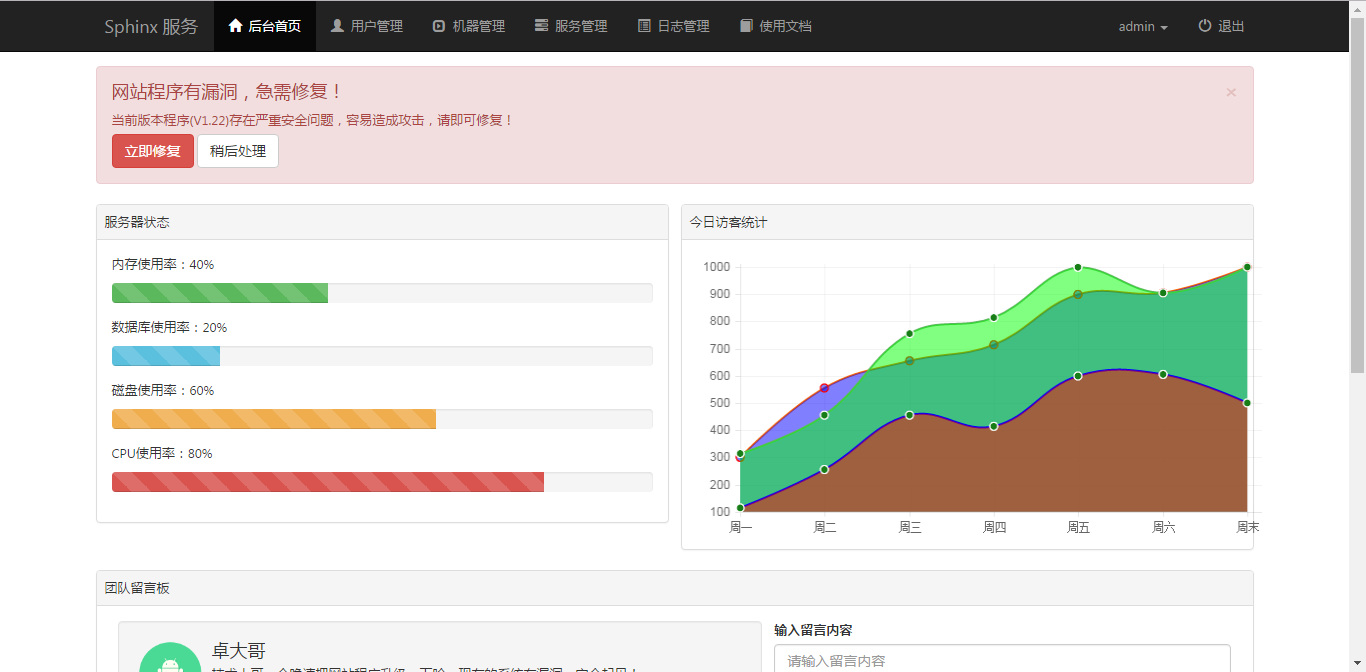 Sphinx 服务 后台首页 用户管理 机器管理 服务管理 日志管理 使用文档 admin 退出
网站程序有漏洞，急需修复！ ×
当前版本程序(V1.22)存在严重安全问题，容易造成攻击，请即可修复！
立即修复 稍后处理
服务器状态
内存使用率：40%
数据库使用率：20%
磁盘使用率：60%
CPU使用率：80%
今日访客统计
1000
900
800
700
600
500
400
300
200
100
周一 周二 周三 周四 周五 周六 周末
团队留言板
卓大哥
输入留言内容
请输入留言内容